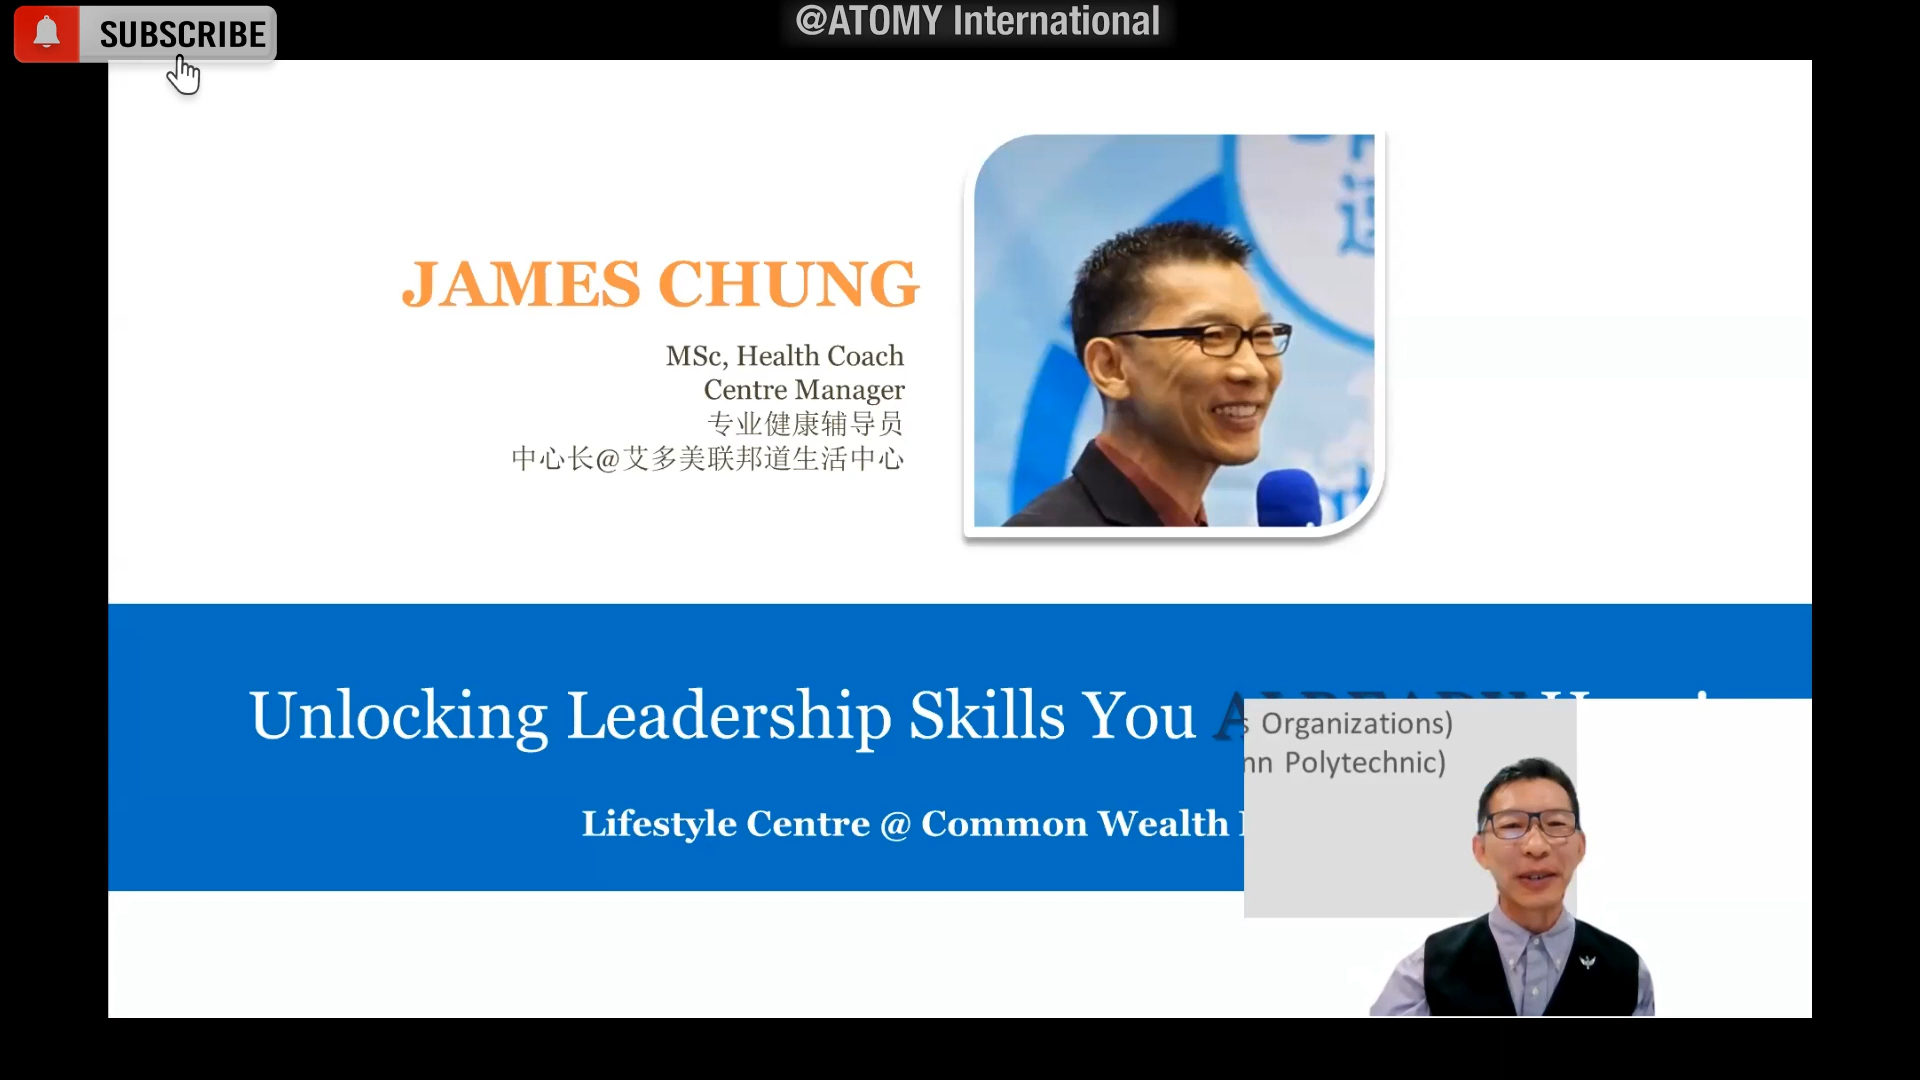 SUBSCRIBE
@ATOMY International
JAMES CHUNG
MSc, Health Coach
Centre Manager
专业健康辅导员
中心长@艾多美联邦道生活中心
Unlocking Leadership Skills You
Lifestyle Centre @ Common Wealth
Organizations)
Polytechnic)